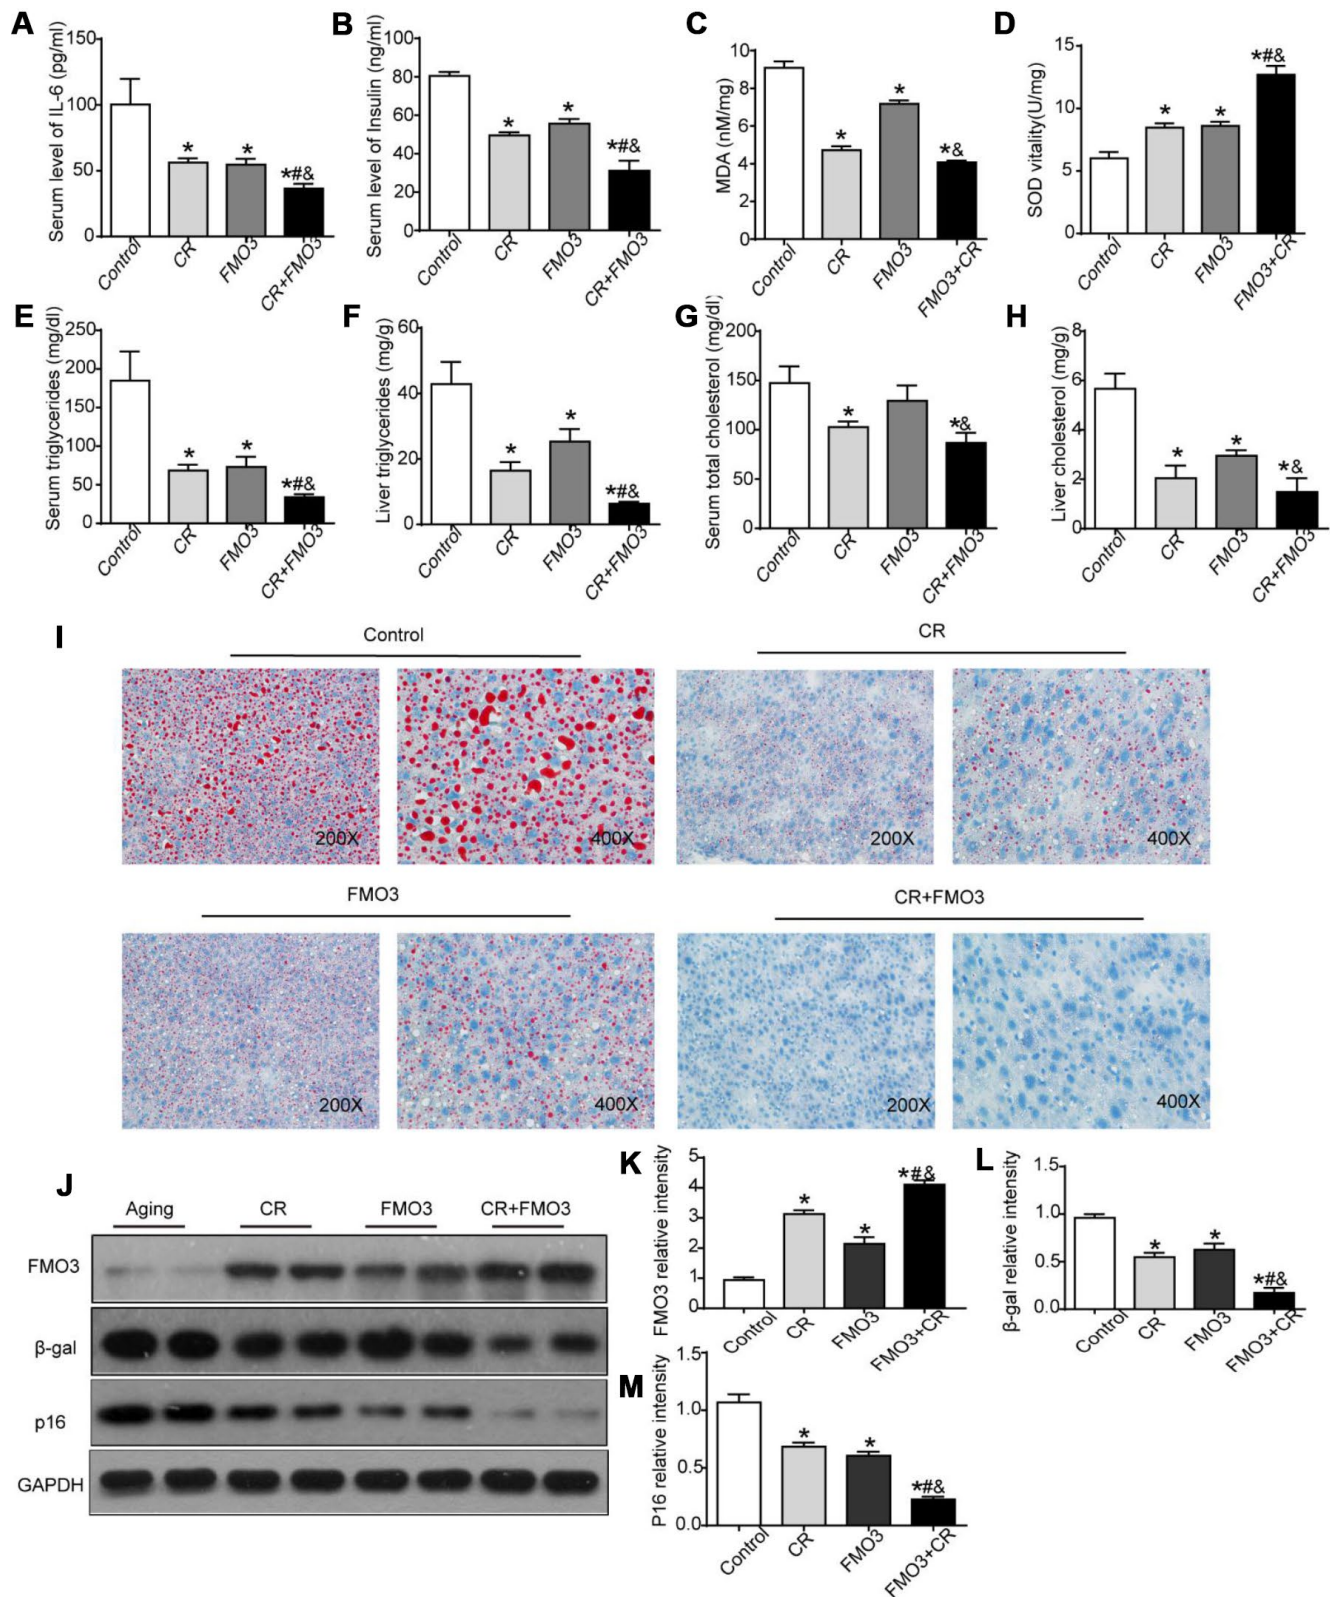 A
Serum level of IL-6 (pg/ml)
150
100
50
0
Control
CR
FMO3
CR+FMO3
*
*
*#&
B
Serum level of Insulin (ng/ml)
100
80
60
40
20
0
Control
CR
FMO3
CR+FMO3
*
*
*#&
C
MDA (nM/mg)
10
8
6
4
2
0
Control
CR
FMO3
FMO3+CR
*
*
*&
D
SOD vitality(U/mg)
15
10
5
0
Control
CR
FMO3
FMO3+CR
*
*
*#&
E
Serum triglycerides (mg/dl)
250
200
150
100
50
0
Control
CR
FMO3
CR+FMO3
*
*
*#&
F
Liver triglycerides (mg/g)
60
40
20
0
Control
CR
FMO3
CR+FMO3
*
*
*#&
G
Serum total cholesterol (mg/dl)
200
150
100
50
0
Control
CR
FMO3
CR+FMO3
*
*&
H
Liver cholesterol (mg/g)
8
6
4
2
0
Control
CR
FMO3
CR+FMO3
*
*
*&
I
Control
CR
200X
400X
200X
400X
FMO3
CR+FMO3
200X
400X
200X
400X
J
Aging
CR
FMO3
CR+FMO3
FMO3
β-gal
p16
GAPDH
K
FMO3 relative intensity
5
4
3
2
1
0
Control
CR
FMO3
FMO3+CR
*
*
*#&
L
β-gal relative intensity
1.5
1.0
0.5
0.0
Control
CR
FMO3
FMO3+CR
*
*
*#&
M
P16 relative intensity
1.5
1.0
0.5
0.0
Control
CR
FMO3
FMO3+CR
*
*
*#&